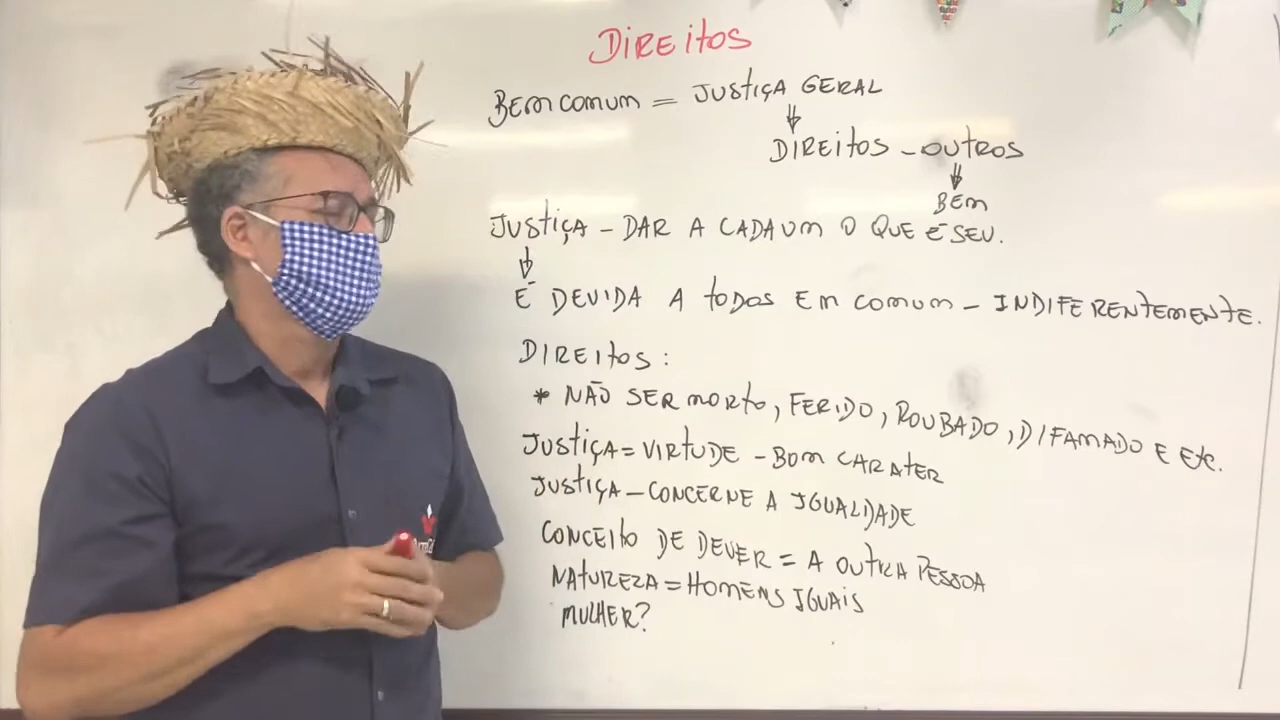 DIREITOS
BEM COMUM = JUSTIÇA GERAL
⇓
DIREITOS - OUTROS
⇓
BEM
JUSTIÇA - DAR A CADA UM O QUE É SEU.
⇓
É DEVIDA A TODOS EM COMUM - INDIFERENTEMENTE.
DIREITOS:
* NÃO SER MORTO, FERIDO, ROUBADO, DIFAMADO E ETC.
JUSTIÇA = VIRTUDE - BOM CARATER
JUSTIÇA - CONCERNE A IGUALDADE
CONCEITO DE DEVER = A OUTRA PESSOA
NATUREZA = HOMENS IGUAIS
MULHER?